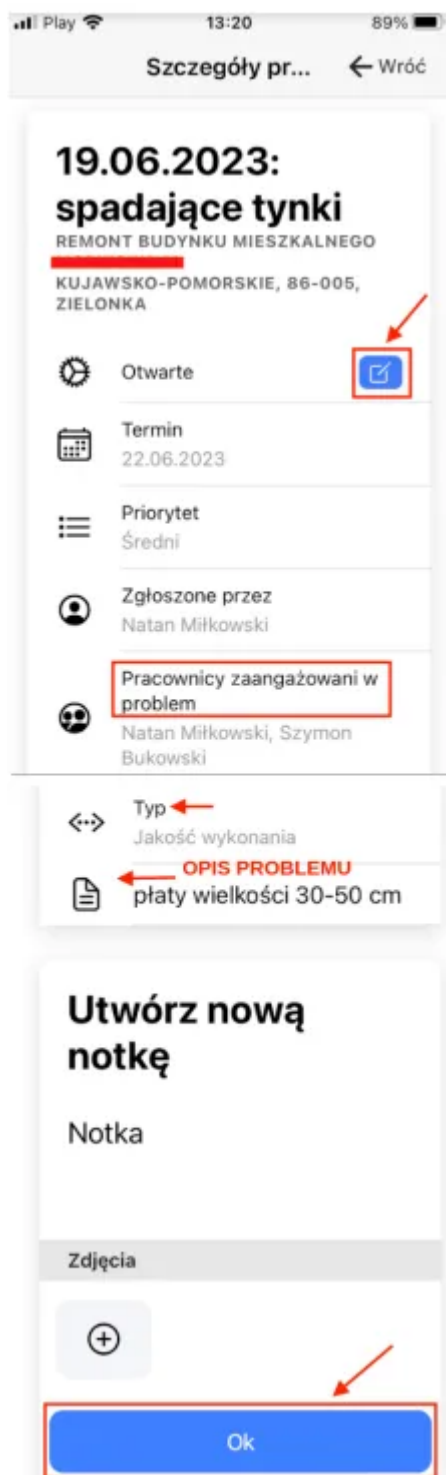 Play 13:20 89%
Szczegóły pr... Wróć
19.06.2023:
spadające tynki
REMONT BUDYNKU MIESZKALNEGO
KUJAWSKO-POMORSKIE, 86-005,
ZIELONKA
Otwarte
Termin
22.06.2023
Priorytet
Średni
Zgłoszone przez
Natan Miłkowski
Pracownicy zaangażowani w
problem
Natan Miłkowski, Szymon
Bukowski
Typ
Jakość wykonania
OPIS PROBLEMU
płaty wielkości 30-50 cm
Utwórz nową
notkę
Notka
Zdjęcia
Ok